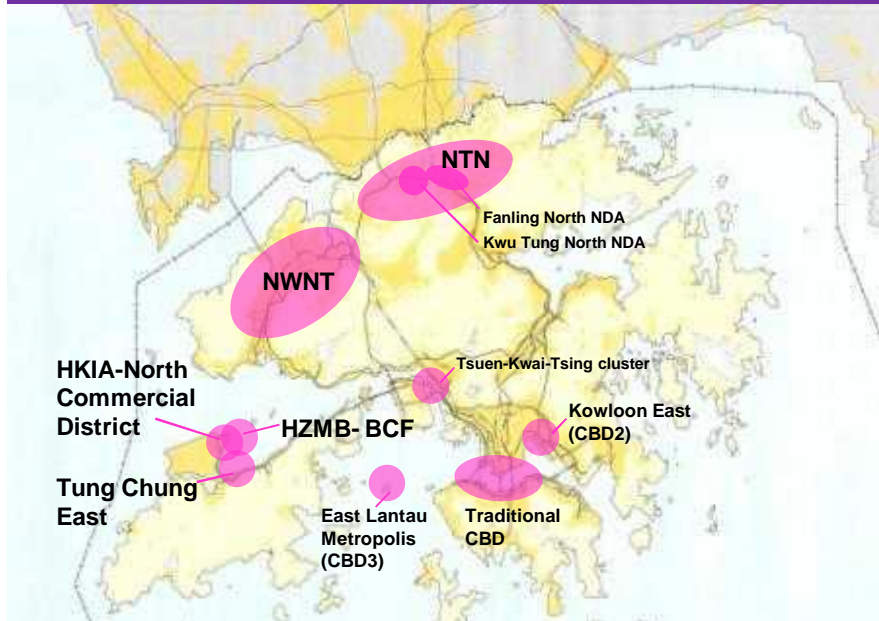 NTN
Fanling North NDA
Kwu Tung North NDA
NWNT
Tsuen-Kwai-Tsing cluster
HKIA-North
Commercial
District
HZMB- BCF
Kowloon East
(CBD2)
Tung Chung
East
East Lantau
Metropolis
(CBD3)
Traditional
CBD